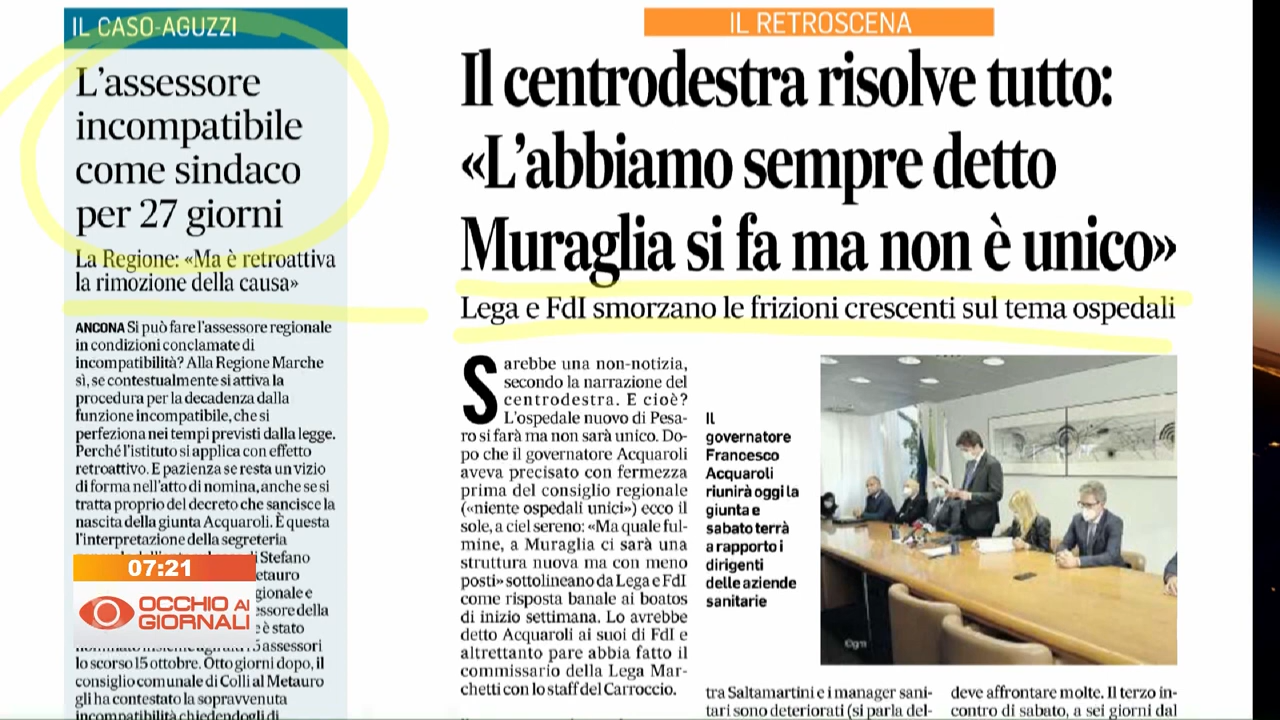 IL CASO-AGUZZI
L'assessore
incompatibile
come sindaco
per 27 giorni
La Regione: «Ma è retroattiva
la rimozione della causa»
ANCONA Si può fare l'assessore regionale
in condizioni conclamate di
incompatibilità? Alla Regione Marche
sì, se contestualmente si attiva la
procedura per la decadenza dalla
funzione incompatibile, che si
perfeziona nei tempi previsti dalla legge.
Perché l'istituto si applica con effetto
retroattivo. E pazienza se resta un vizio
di forma nell'atto di nomina, anche se si
tratta proprio del decreto che sancisce la
nascita della giunta Acquaroli. È questa
l'interpretazione della segreteria
Stefano
etauro
gionale e
ssore della
è stato
5 assessori
lo scorso 15 ottobre. Otto giorni dopo, il
consiglio comunale di Colli al Metauro
gli ha contestato la sopravvenuta
incompatibilità chiedendogli di
07:21
OCCHIO AI
GIORNALI
IL RETROSCENA
Il centrodestra risolve tutto:
«L'abbiamo sempre detto
Muraglia si fa ma non è unico»
Lega e FdI smorzano le frizioni crescenti sul tema ospedali
Sarebbe una non-notizia,
secondo la narrazione del
centrodestra. E cioè?
L'ospedale nuovo di Pesa-
ro si farà ma non sarà unico. Do-
po che il governatore Acquaroli
aveva precisato con fermezza
prima del consiglio regionale
(«niente ospedali unici») ecco il
sole, a ciel sereno: «Ma quale ful-
mine, a Muraglia ci sarà una
struttura nuova ma con meno
posti» sottolineano da Lega e FdI
come risposta banale ai boatos
di inizio settimana. Lo avrebbe
detto Acquaroli ai suoi di FdI e
altrettanto pare abbia fatto il
commissario della Lega Mar-
chetti con lo staff del Carroccio.
Il
governatore
Francesco
Acquaroli
riunirà oggi la
giunta e
sabato terrà
a rapporto i
dirigenti
delle aziende
sanitarie
tra Saltamartini e i manager sani-
tari sono deteriorati (si parla del-
deve affrontare molte. Il terzo in-
contro di sabato, a sei giorni dal